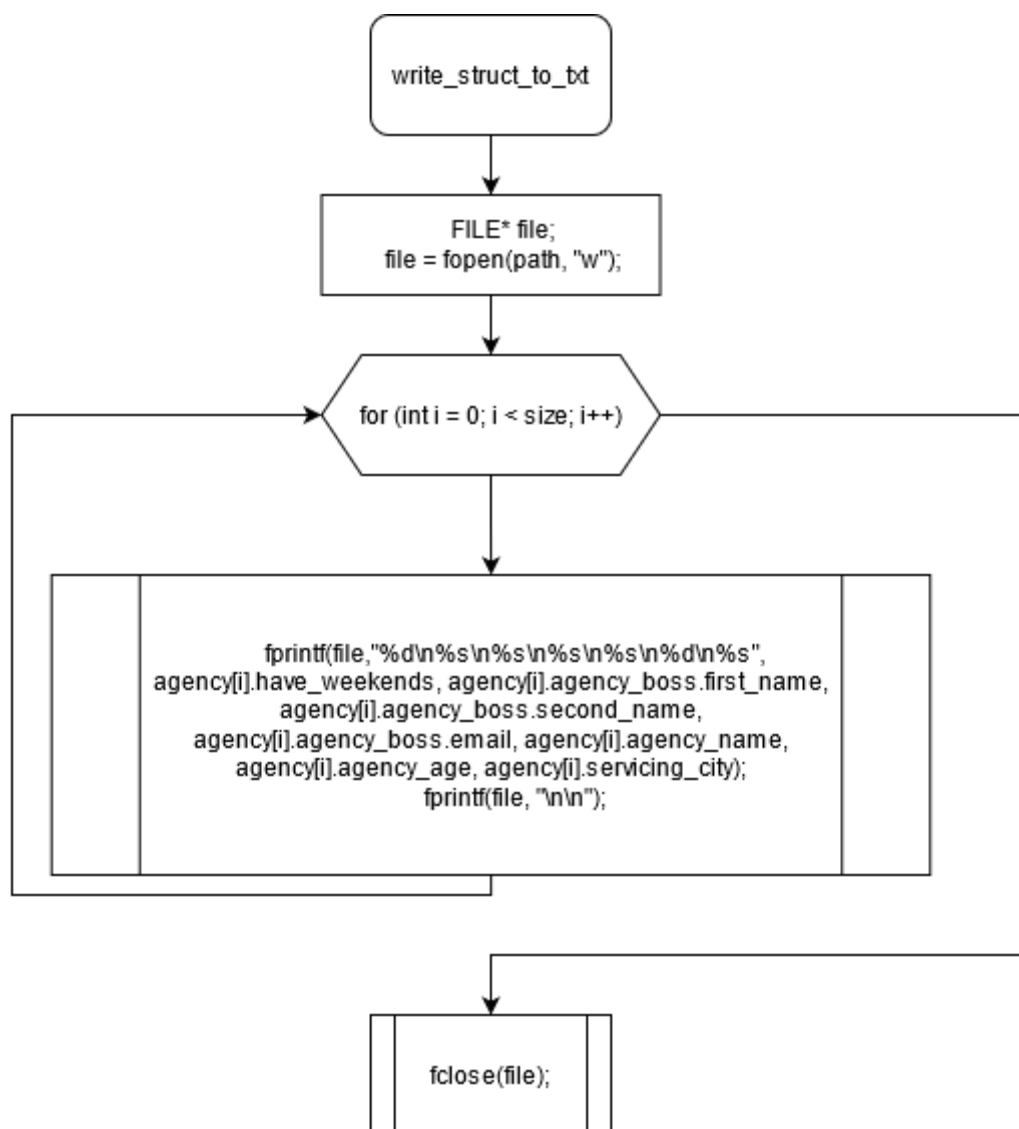 write_struct_to_txt
FILE* file;
file = fopen(path, "w");
for (int i = 0; i < size; i++)
fprintf(file,"%d\n%s\n%s\n%s\n%s\n%d\n%s",
agency[i].have_weekends, agency[i].agency_boss.first_name,
agency[i].agency_boss.second_name,
agency[i].agency_boss.email, agency[i].agency_name,
agency[i].agency_age, agency[i].servicing_city);
fprintf(file, "\n\n");
fclose(file);